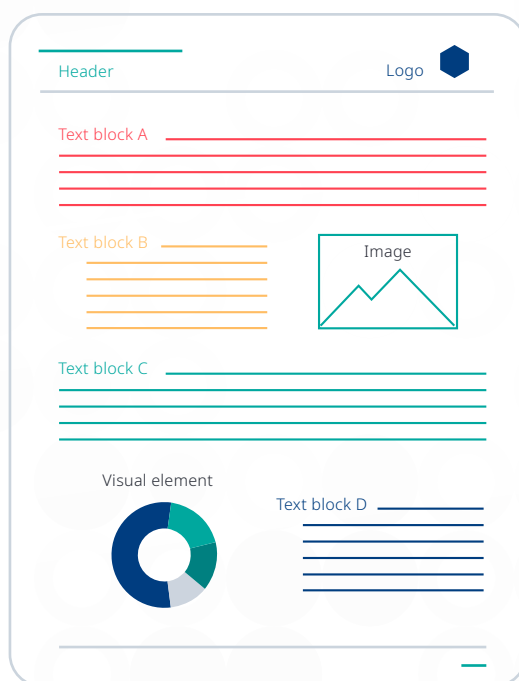 Header
Logo
Text block A
Text block B
Image
Text block C
Visual element
Text block D